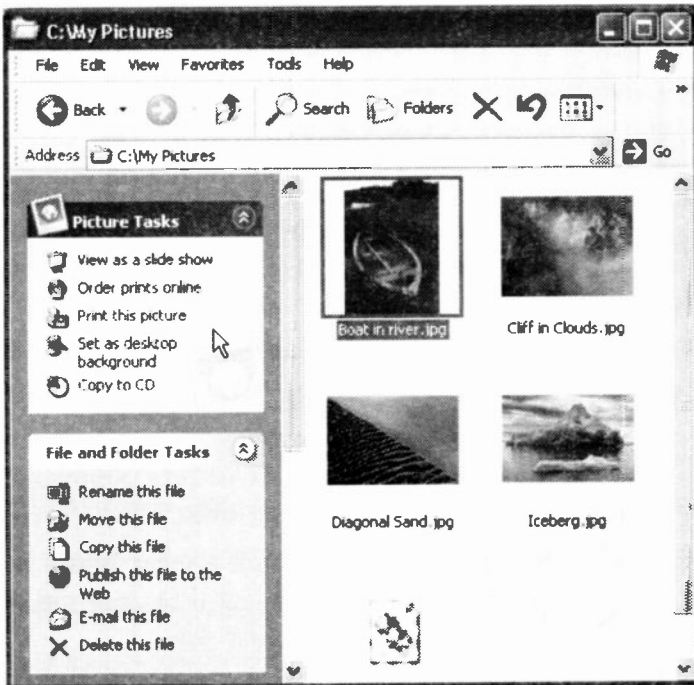 C:\My Pictures
File Edit View Favorites Tools Help
Back Search Folders
Address C:\My Pictures Go
Picture Tasks
View as a slide show
Order prints online
Print this picture
Set as desktop
background
Copy to CD
File and Folder Tasks
Rename this file
Move this file
Copy this file
Publish this file to the
Web
E-mail this file
Delete this file
Boat in river.jpg Cliff in Clouds.jpg
Diagonal Sand.jpg Iceberg.jpg